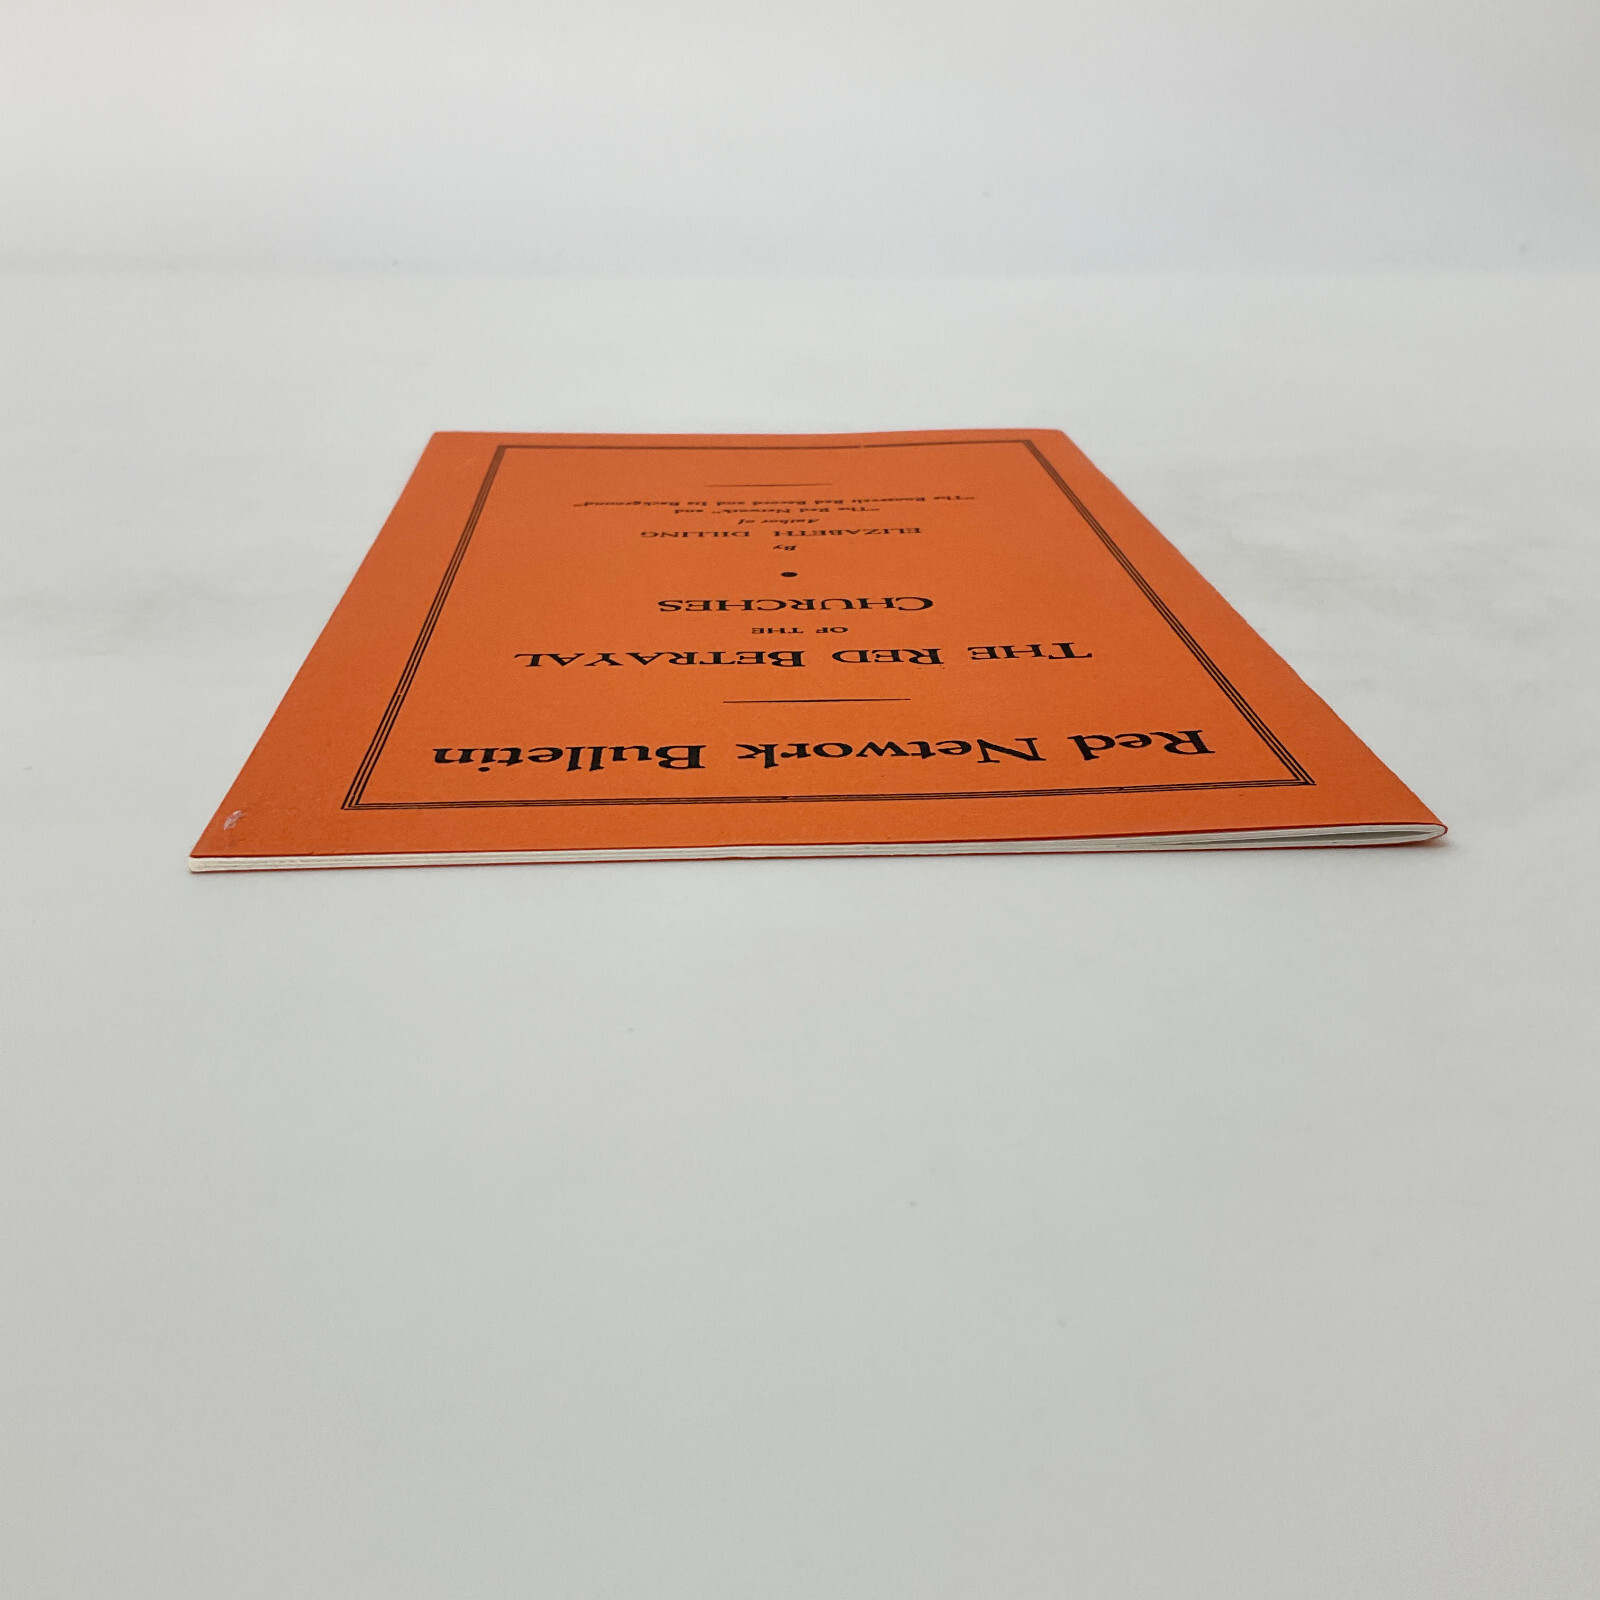 Red Network Bulletin
THE RED BETRAYAL
OF THE
CHURCHES
By
ELIZABETH DILLING
Author of
"The Red Network" and
"The Roosevelt Red Record and Its Background"